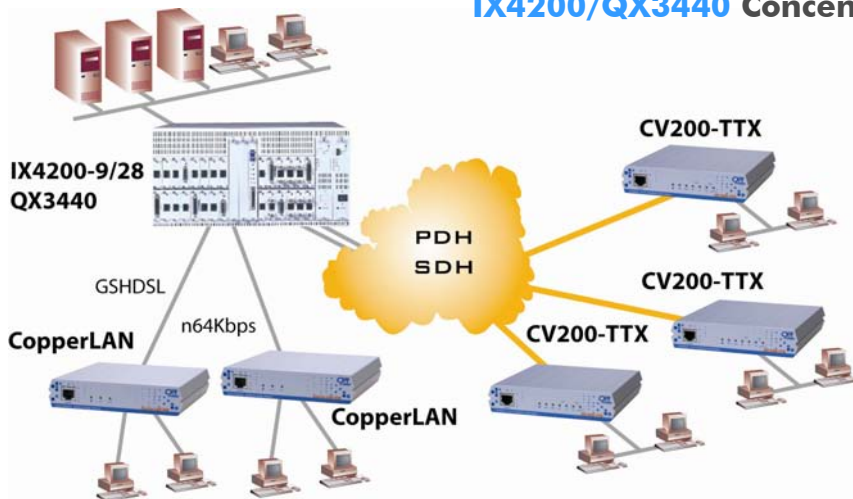 IX4200/QX3440 Concen
CV200-TTX
IX4200-9/28
QX3440
PDH
SDH
GSHDSL
CV200-TTX
n64Kbps
CopperLAN
CV200-TTX
CopperLAN